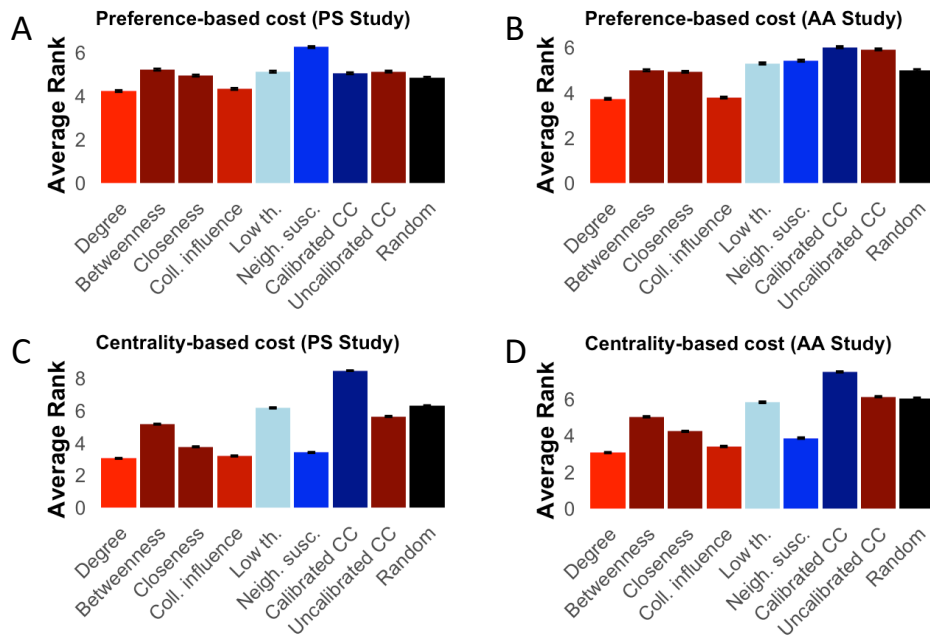 A
Preference-based cost (PS Study)
Average Rank
6
4
2
0
Degree
Betweenness
Closeness
Coll. influence
Low th.
Neigh. susc.
Calibrated CC
Uncalibrated CC
Random
B
Preference-based cost (AA Study)
Average Rank
6
4
2
0
Degree
Betweenness
Closeness
Coll. influence
Low th.
Neigh. susc.
Calibrated CC
Uncalibrated CC
Random
C
Centrality-based cost (PS Study)
Average Rank
8
6
4
2
0
Degree
Betweenness
Closeness
Coll. influence
Low th.
Neigh. susc.
Calibrated CC
Uncalibrated CC
Random
D
Centrality-based cost (AA Study)
Average Rank
6
4
2
0
Degree
Betweenness
Closeness
Coll. influence
Low th.
Neigh. susc.
Calibrated CC
Uncalibrated CC
Random